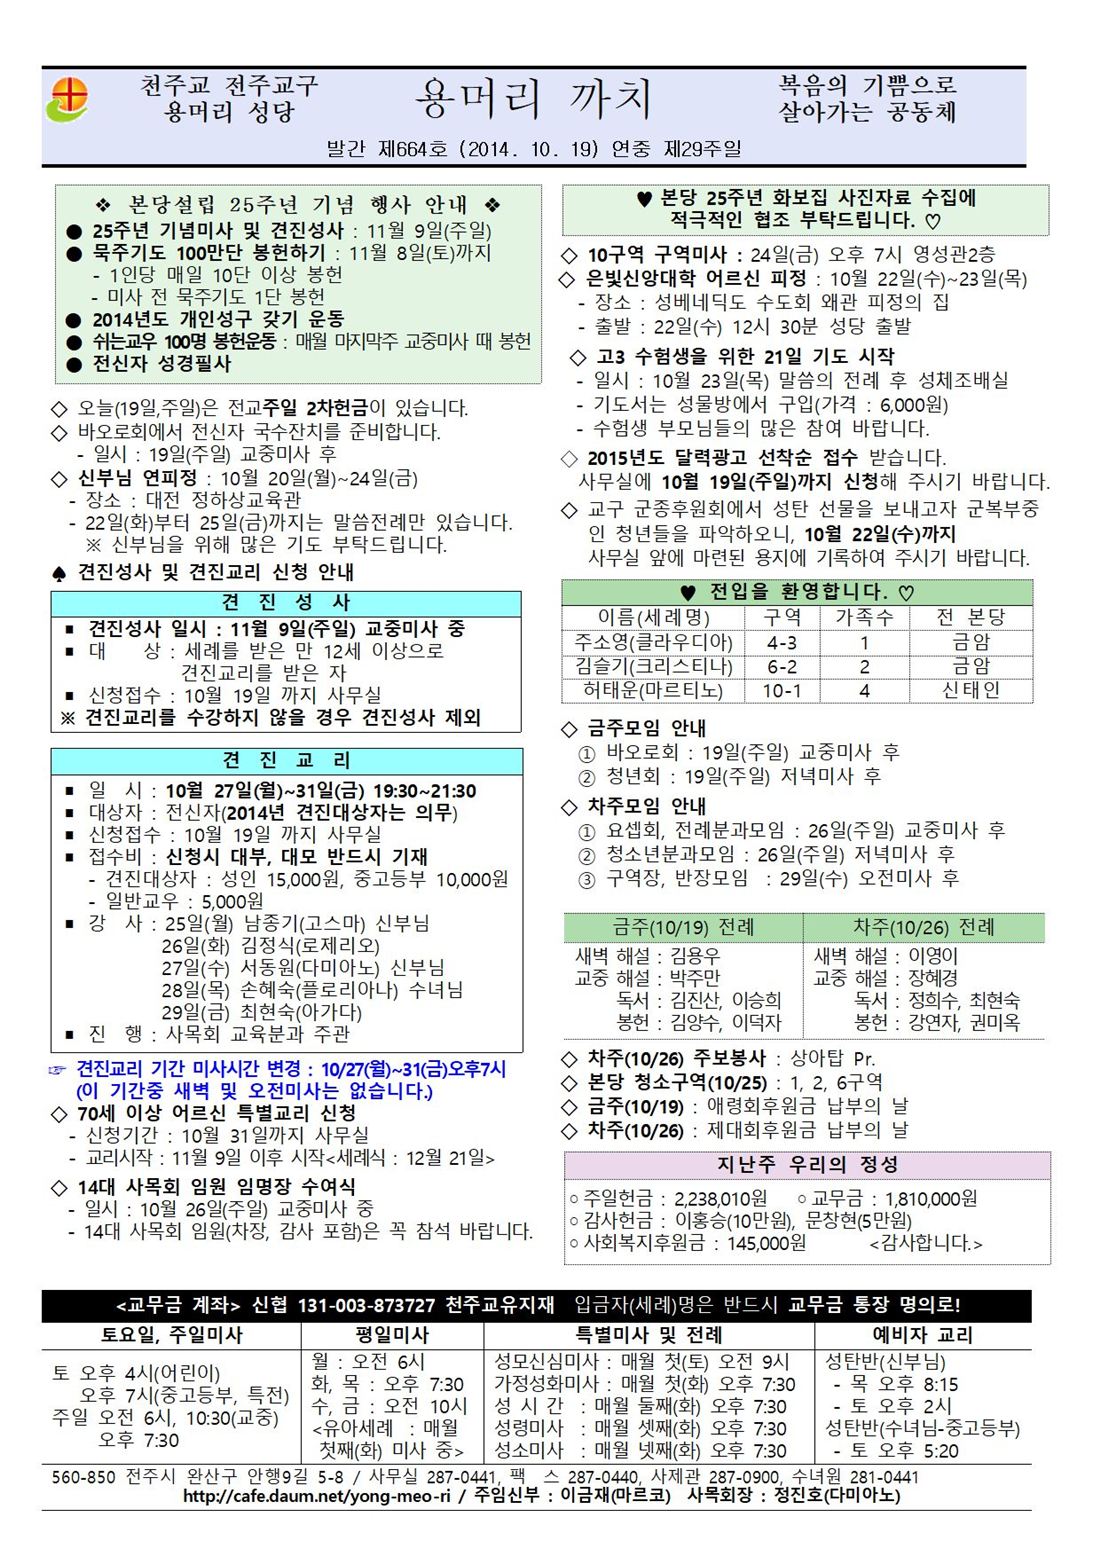 천주교 전주교구
용머리 성당
용머리 까치
복음의 기쁨으로
살아가는 공동체
발간 제664호 (2014. 10. 19) 연중 제29주일
❖ 본당설립 25주년 기념 행사 안내 ❖
● 25주년 기념미사 및 견진성사 : 11월 9일(주일)
● 묵주기도 100만단 봉헌하기 : 11월 8일(토)까지
- 1인당 매일 10단 이상 봉헌
- 미사 전 묵주기도 1단 봉헌
● 2014년도 개인성구 갖기 운동
● 쉬는교우 100명 봉헌운동 : 매월 마지막주 교중미사 때 봉헌
● 전신자 성경필사
◇ 오늘(19일,주일)은 전교주일 2차헌금이 있습니다.
◇ 바오로회에서 전신자 국수잔치를 준비합니다.
- 일시 : 19일(주일) 교중미사 후
◇ 신부님 연피정 : 10월 20일(월)~24일(금)
- 장소 : 대전 정하상교육관
- 22일(화)부터 25일(금)까지는 말씀전례만 있습니다.
※ 신부님을 위해 많은 기도 부탁드립니다.
♠ 견진성사 및 견진교리 신청 안내
견 진 성 사
▪ 견진성사 일시 : 11월 9일(주일) 교중미사 중
▪ 대 상 : 세례를 받은 만 12세 이상으로
견진교리를 받은 자
▪ 신청접수 : 10월 19일 까지 사무실
※ 견진교리를 수강하지 않을 경우 견진성사 제외
견 진 교 리
▪ 일 시 : 10월 27일(월)~31일(금) 19:30~21:30
▪ 대상자 : 전신자(2014년 견진대상자는 의무)
▪ 신청접수 : 10월 19일 까지 사무실
▪ 접수비 : 신청시 대부, 대모 반드시 기재
- 견진대상자 : 성인 15,000원, 중고등부 10,000원
- 일반교우 : 5,000원
▪ 강 사 : 25일(월) 남종기(고스마) 신부님
26일(화) 김정식(로제리오)
27일(수) 서동원(다미아노) 신부님
28일(목) 손혜숙(플로리아나) 수녀님
29일(금) 최현숙(아가다)
▪ 진 행 : 사목회 교육분과 주관
☞ 견진교리 기간 미사시간 변경 : 10/27(월)~31(금)오후7시
(이 기간중 새벽 및 오전미사는 없습니다.)
◇ 70세 이상 어르신 특별교리 신청
- 신청기간 : 10월 31일까지 사무실
- 교리시작 : 11월 9일 이후 시작<세례식 : 12월 21일>
◇ 14대 사목회 임원 임명장 수여식
- 일시 : 10월 26일(주일) 교중미사 중
- 14대 사목회 임원(차장, 감사 포함)은 꼭 참석 바랍니다.
♥ 본당 25주년 화보집 사진자료 수집에
적극적인 협조 부탁드립니다. ♡
◇ 10구역 구역미사 : 24일(금) 오후 7시 영성관2층
◇ 은빛신앙대학 어르신 피정 : 10월 22일(수)~23일(목)
- 장소 : 성베네딕도 수도회 왜관 피정의 집
- 출발 : 22일(수) 12시 30분 성당 출발
◇ 고3 수험생을 위한 21일 기도 시작
- 일시 : 10월 23일(목) 말씀의 전례 후 성체조배실
- 기도서는 성물방에서 구입(가격 : 6,000원)
- 수험생 부모님들의 많은 참여 바랍니다.
◇ 2015년도 달력광고 선착순 접수 받습니다.
사무실에 10월 19일(주일)까지 신청해 주시기 바랍니다.
◇ 교구 군종후원회에서 성탄 선물을 보내고자 군복부중
인 청년들을 파악하오니, 10월 22일(수)까지
사무실 앞에 마련된 용지에 기록하여 주시기 바랍니다.
♥ 전입을 환영합니다. ♡
이름(세례명) 구역 가족수 전 본당
주소영(클라우디아) 4-3 1 금암
김슬기(크리스티나) 6-2 2 금암
허태운(마르티노) 10-1 4 신태인
◇ 금주모임 안내
① 바오로회 : 19일(주일) 교중미사 후
② 청년회 : 19일(주일) 저녁미사 후
◇ 차주모임 안내
① 요셉회, 전례분과모임 : 26일(주일) 교중미사 후
② 청소년분과모임 : 26일(주일) 저녁미사 후
③ 구역장, 반장모임 : 29일(수) 오전미사 후
금주(10/19) 전례 차주(10/26) 전례
새벽 해설 : 김용우 새벽 해설 : 이영이
교중 해설 : 박주만 교중 해설 : 장혜경
독서 : 김진산, 이승희 독서 : 정희수, 최현숙
봉헌 : 김양수, 이덕자 봉헌 : 강연자, 권미옥
◇ 차주(10/26) 주보봉사 : 상아탑 Pr.
◇ 본당 청소구역(10/25) : 1, 2, 6구역
◇ 금주(10/19) : 애령회후원금 납부의 날
◇ 차주(10/26) : 제대회후원금 납부의 날
지난주 우리의 정성
○ 주일헌금 : 2,238,010원 ○ 교무금 : 1,810,000원
○ 감사헌금 : 이홍승(10만원), 문창현(5만원)
○ 사회복지후원금 : 145,000원 <감사합니다.>
<교무금 계좌> 신협 131-003-873727 천주교유지재 입금자(세례)명은 반드시 교무금 통장 명의로!
토요일, 주일미사 평일미사 특별미사 및 전례 예비자 교리
토 오후 4시(어린이)
오후 7시(중고등부, 특전)
주일 오전 6시, 10:30(교중)
오후 7:30
월 : 오전 6시
화, 목 : 오후 7:30
수, 금 : 오전 10시
<유아세례 : 매월
첫째(화) 미사 중>
성모신심미사 : 매월 첫(토) 오전 9시
가정성화미사 : 매월 첫(화) 오후 7:30
성 시 간 : 매월 둘째(화) 오후 7:30
성령미사 : 매월 셋째(화) 오후 7:30
성소미사 : 매월 넷째(화) 오후 7:30
성탄반(신부님)
- 목 오후 8:15
- 토 오후 2시
성탄반(수녀님-중고등부)
- 토 오후 5:20
560-850 전주시 완산구 안행9길 5-8 / 사무실 287-0441, 팩 스 287-0440, 사제관 287-0900, 수녀원 281-0441
http://cafe.daum.net/yong-meo-ri / 주임신부 : 이금재(마르코) 사목회장 : 정진호(다미아노)